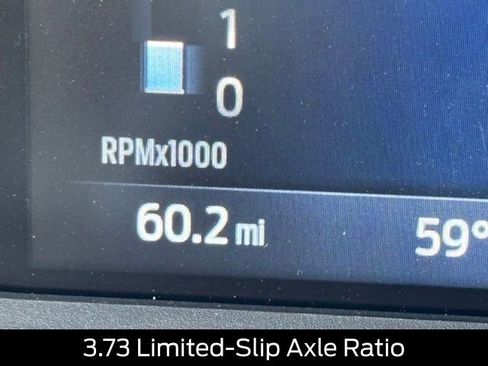 1
0
RPMx1000
60.2 mi 59°
3.73 Limited-Slip Axle Ratio